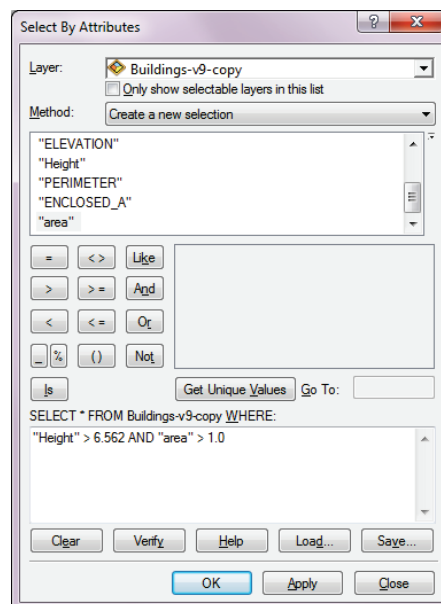 Select By Attributes
?
Layer: Buildings-v9-copy
Only show selectable layers in this list
Method: Create a new selection
"ELEVATION"
"Height"
"PERIMETER"
"ENCLOSED_A"
"area"
= < > Like
> > = And
< < = Or
_ % ( ) Not
Is Get Unique Values Go To:
SELECT * FROM Buildings-v9-copy WHERE:
"Height" > 6.562 AND "area" > 1.0
Clear Verify Help Load... Save...
OK Apply Close